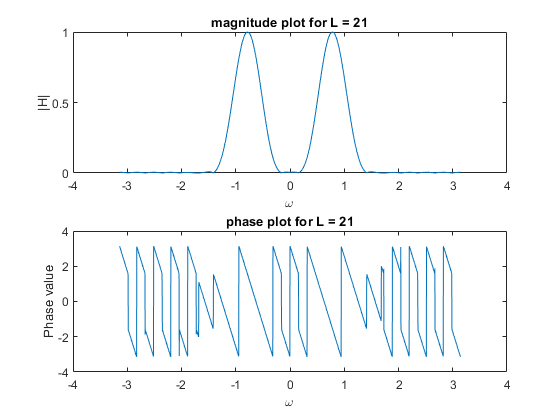 magnitude plot for L = 21
|H|
1
0.5
0
-4 -3 -2 -1 0 1 2 3 4
ω
phase plot for L = 21
Phase value
4
2
0
-2
-4
-4 -3 -2 -1 0 1 2 3 4
ω